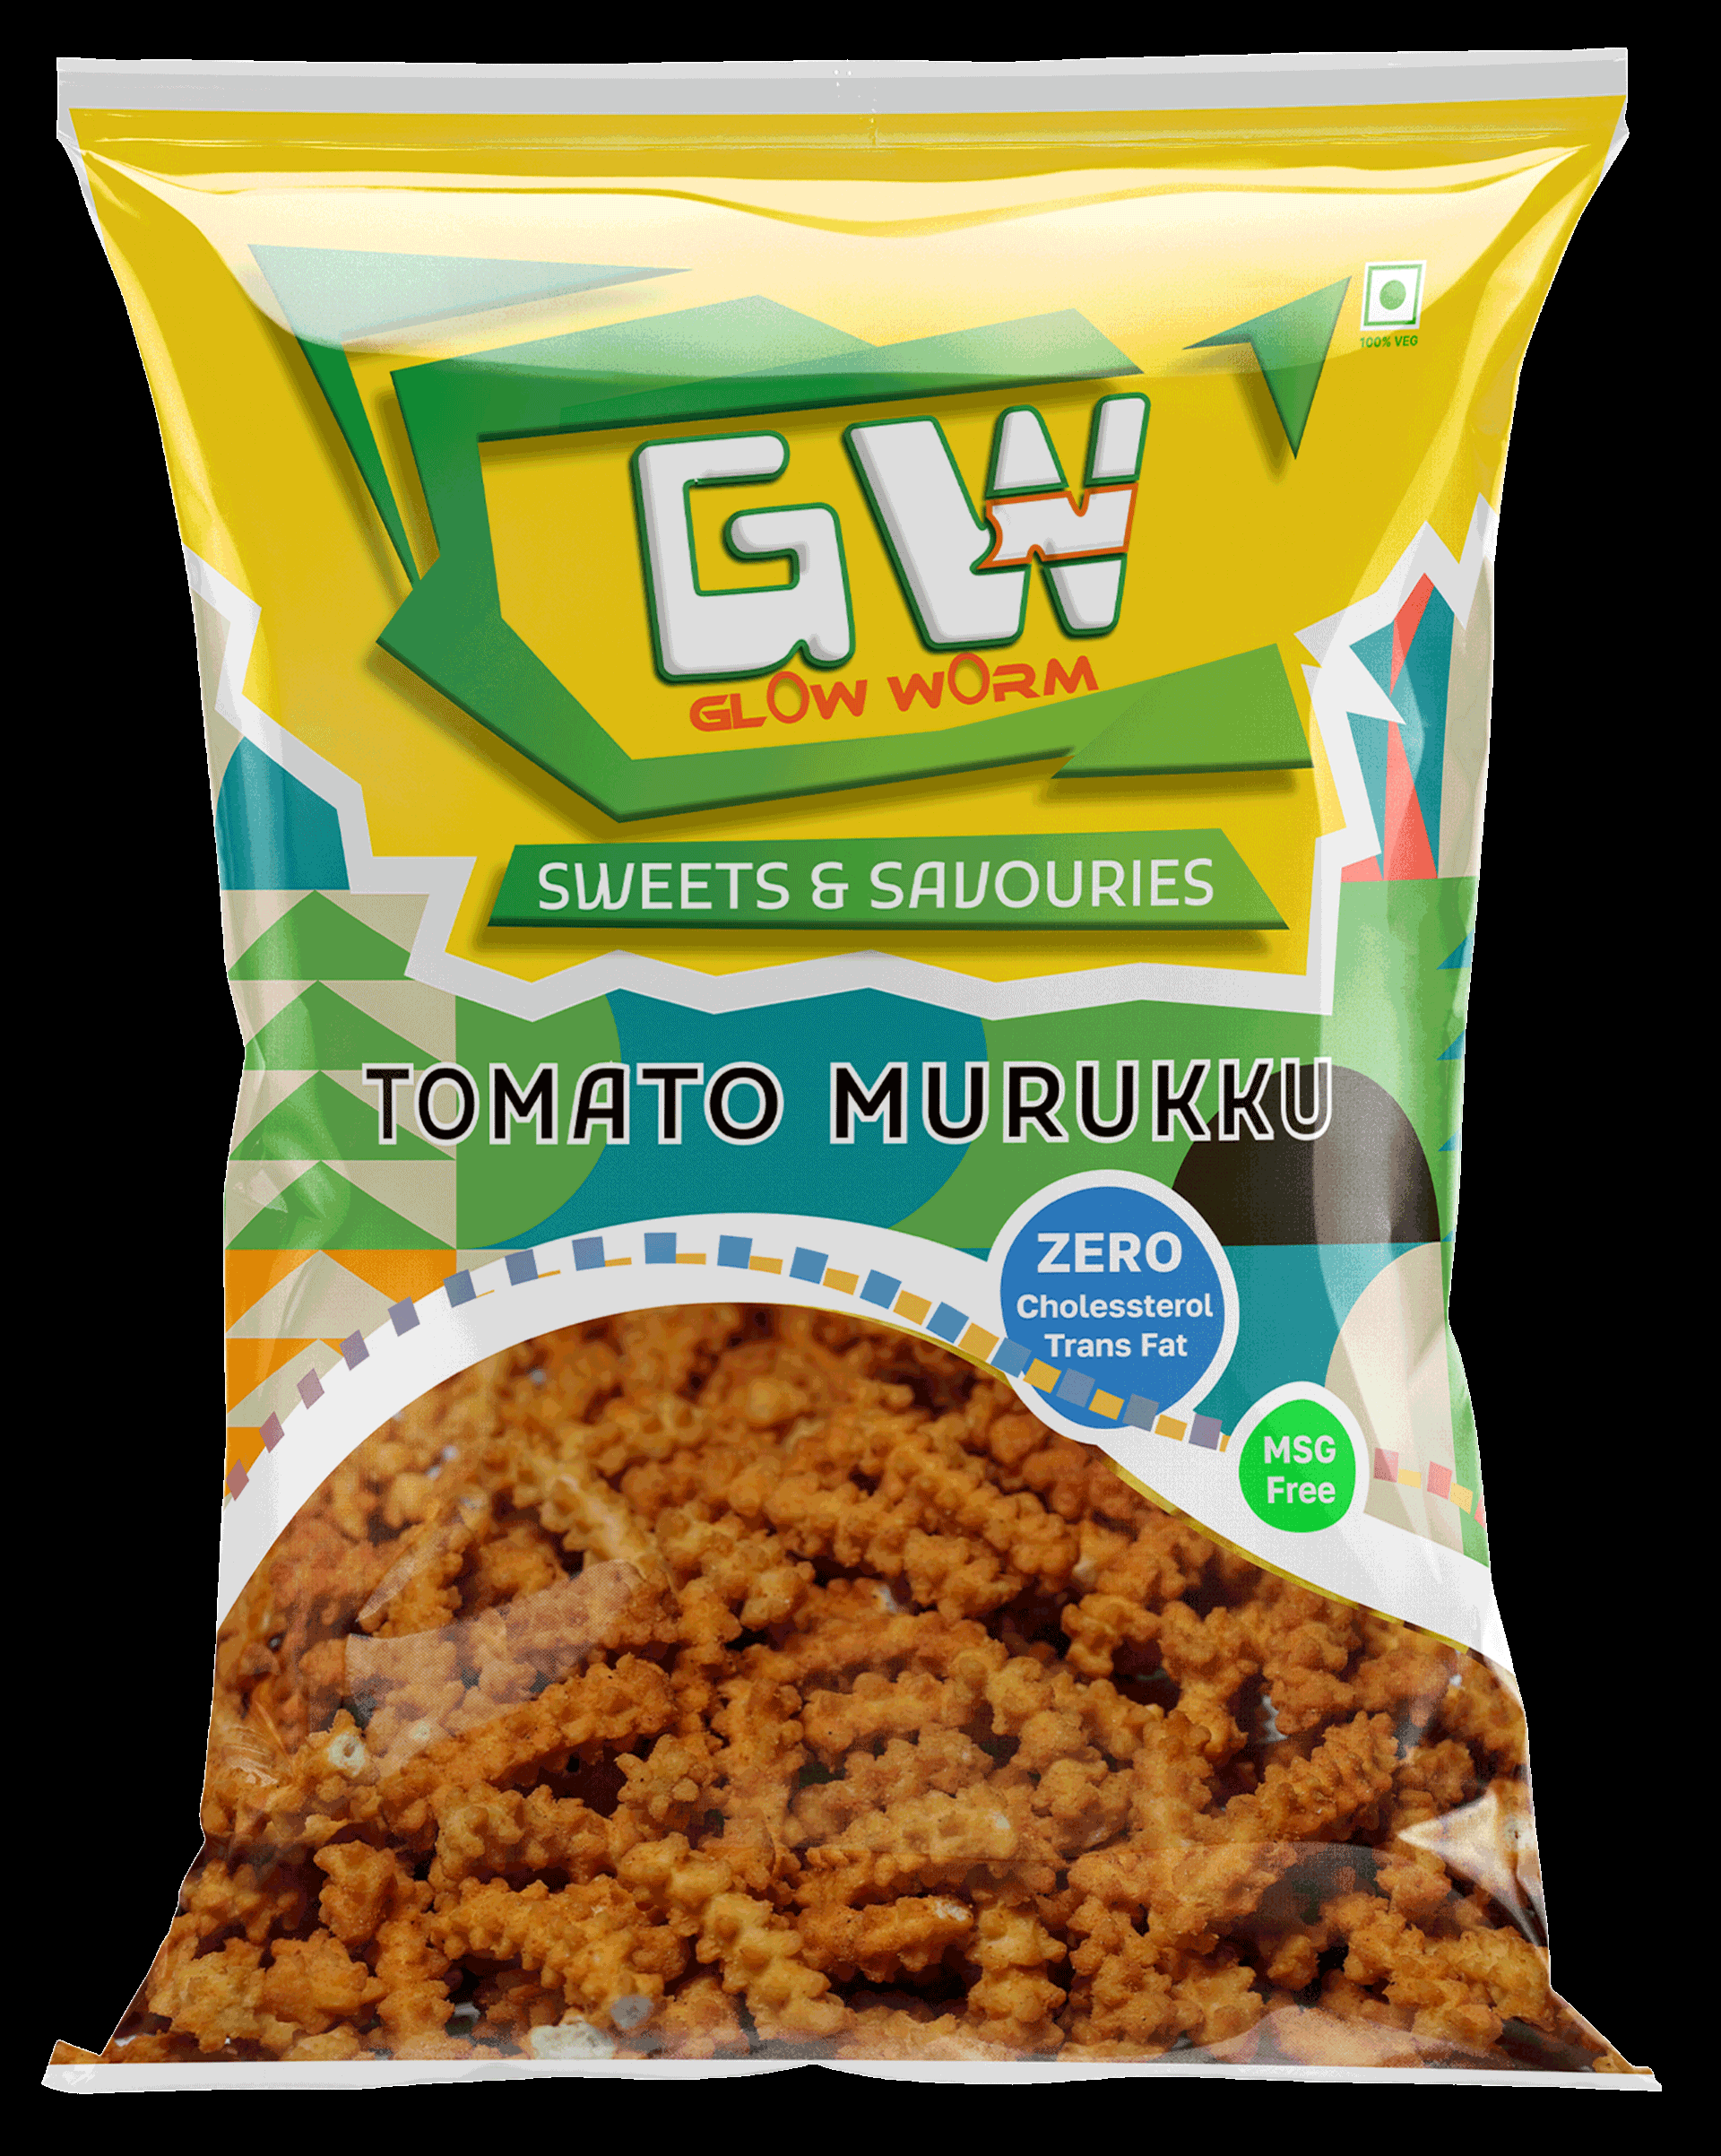 100% VEG
GW
GLOW WORM
SWEETS & SAVOURIES
TOMATO MURUKKU
ZERO
Cholessterol
Trans Fat
MSG
Free